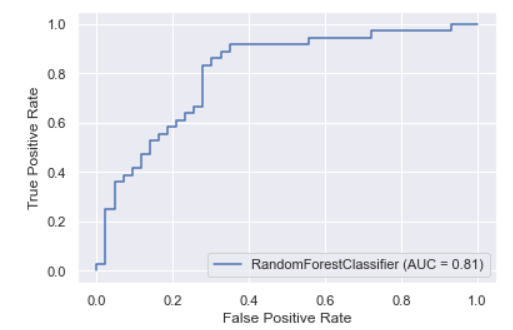 1.0
0.8
0.6
0.4
0.2
0.0
True Positive Rate
RandomForestClassifier (AUC = 0.81)
0.0 0.2 0.4 0.6 0.8 1.0
False Positive Rate